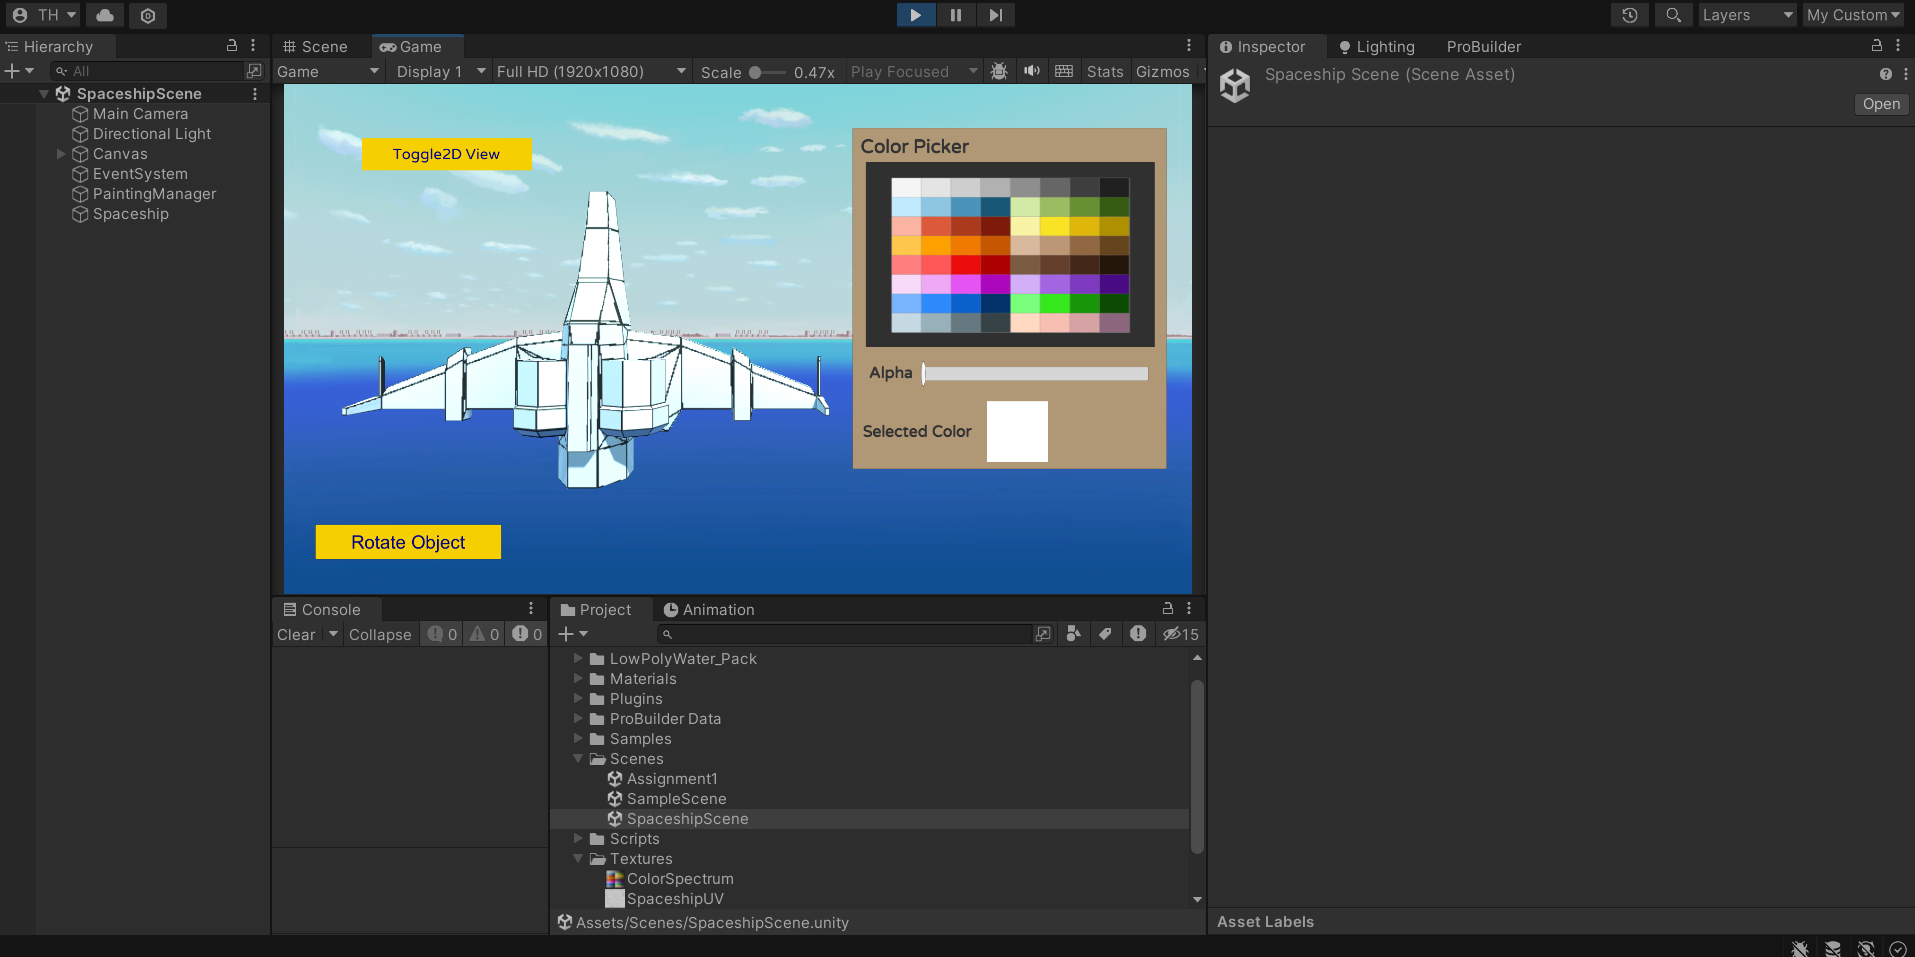 TH
Layers
My Custom
Hierarchy
All
SpaceshipScene
Main Camera
Directional Light
Canvas
EventSystem
PaintingManager
Spaceship
Scene
Game
Game
Display 1
Full HD (1920x1080)
Scale
0.47x
Play Focused
Stats
Gizmos
Toggle2D View
Color Picker
Alpha
Selected Color
Rotate Object
Inspector
Lighting
ProBuilder
Spaceship Scene (Scene Asset)
Open
Console
Clear
Collapse
0
0
0
Project
Animation
15
LowPolyWater_Pack
Materials
Plugins
ProBuilder Data
Samples
Scenes
Assignment1
SampleScene
SpaceshipScene
Scripts
Textures
ColorSpectrum
SpaceshipUV
Assets/Scenes/SpaceshipScene.unity
Asset Labels